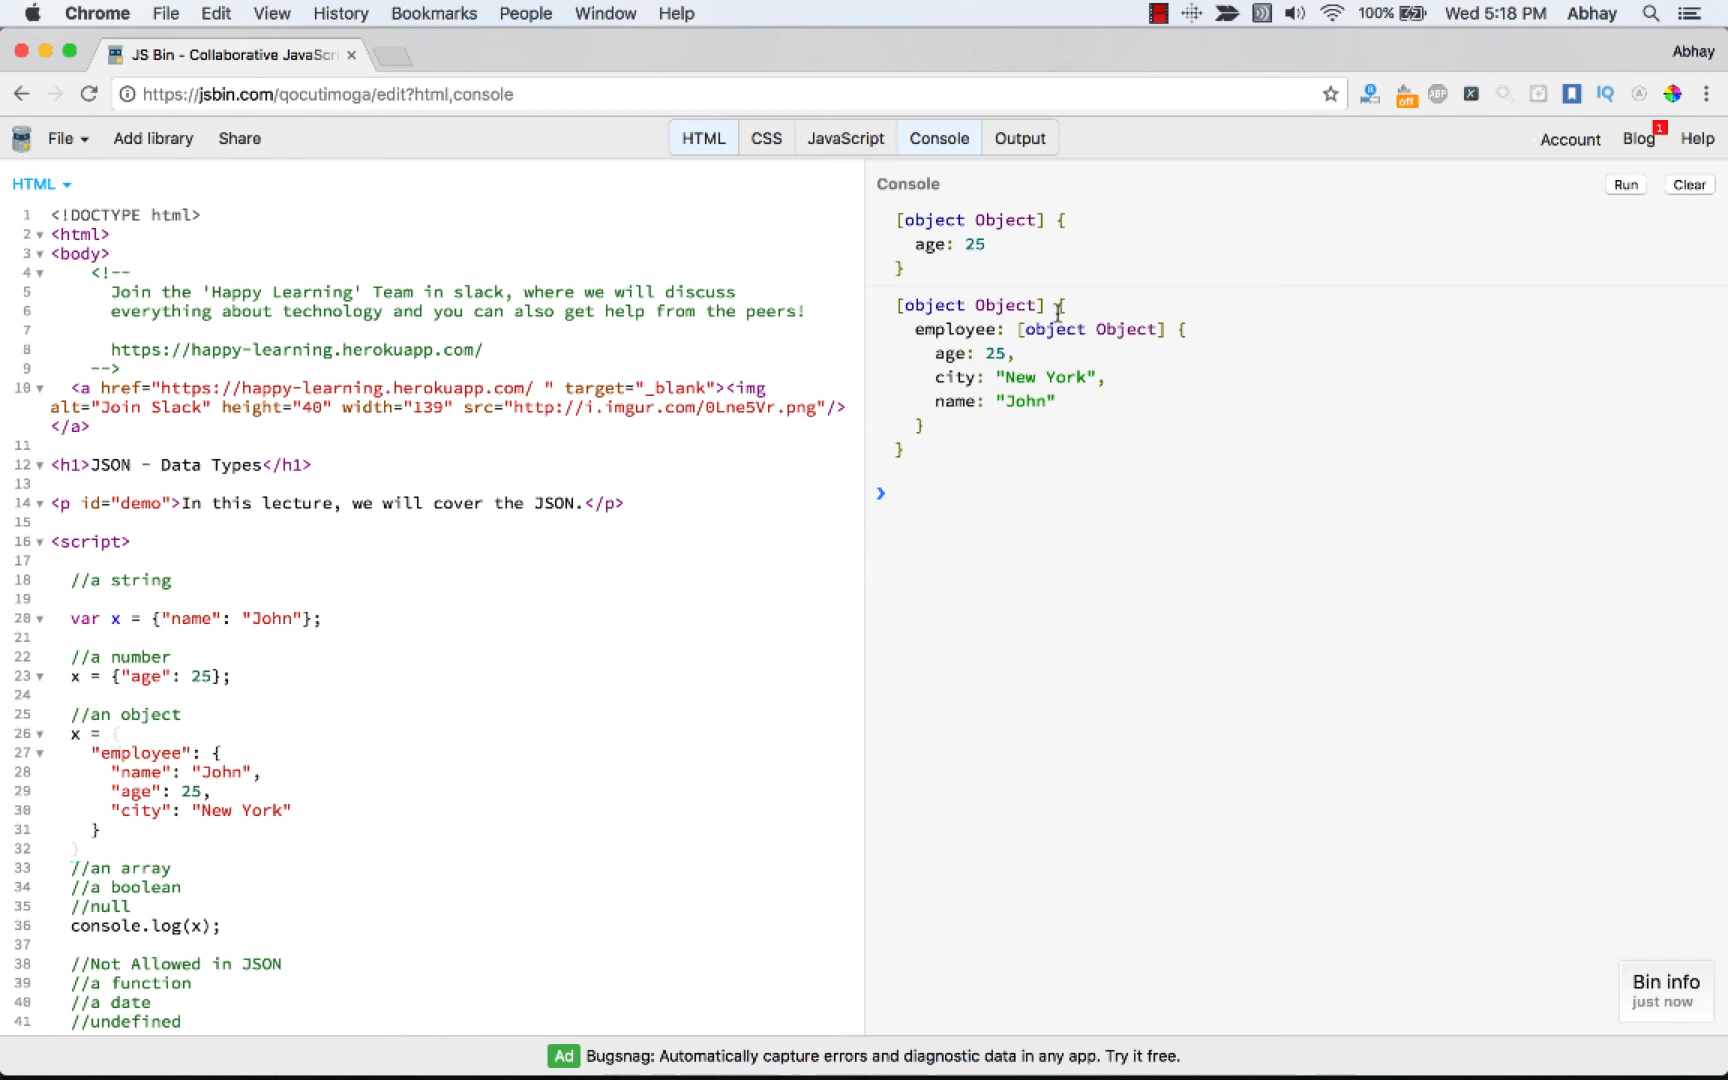 Chrome File Edit View History Bookmarks People Window Help 100% Wed 5:18 PM Abhay
JS Bin - Collaborative JavaScri × Abhay
https://jsbin.com/qocutimoga/edit?html,console off ABP X IQ A
File Add library Share HTML CSS JavaScript Console Output Account Blog 1 Help
HTML
1 <!DOCTYPE html>
2 <html>
3 <body>
4 <!--
5 Join the 'Happy Learning' Team in slack, where we will discuss
6 everything about technology and you can also get help from the peers!
7
8 https://happy-learning.herokuapp.com/
9 -->
10 <a href="https://happy-learning.herokuapp.com/ " target="_blank"><img
alt="Join Slack" height="40" width="139" src="http://i.imgur.com/0Lne5Vr.png"/>
</a>
11
12 <h1>JSON - Data Types</h1>
13
14 <p id="demo">In this lecture, we will cover the JSON.</p>
15
16 <script>
17
18 //a string
19
20 var x = {"name": "John"};
21
22 //a number
23 x = {"age": 25};
24
25 //an object
26 x = {
27 "employee": {
28 "name": "John",
29 "age": 25,
30 "city": "New York"
31 }
32 }
33 //an array
34 //a boolean
35 //null
36 console.log(x);
37
38 //Not Allowed in JSON
39 //a function
40 //a date
41 //undefined
Console Run Clear
[object Object] {
age: 25
}
[object Object] {
employee: [object Object] {
age: 25,
city: "New York",
name: "John"
}
}
Bin info
just now
Ad Bugsnag: Automatically capture errors and diagnostic data in any app. Try it free.